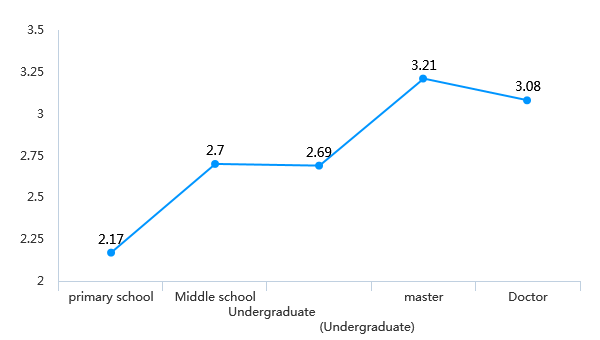 3.5
3.25
3
2.75
2.5
2.25
2
2.17
2.7
2.69
3.21
3.08
primary school
Middle school
Undergraduate
(Undergraduate)
master
Doctor